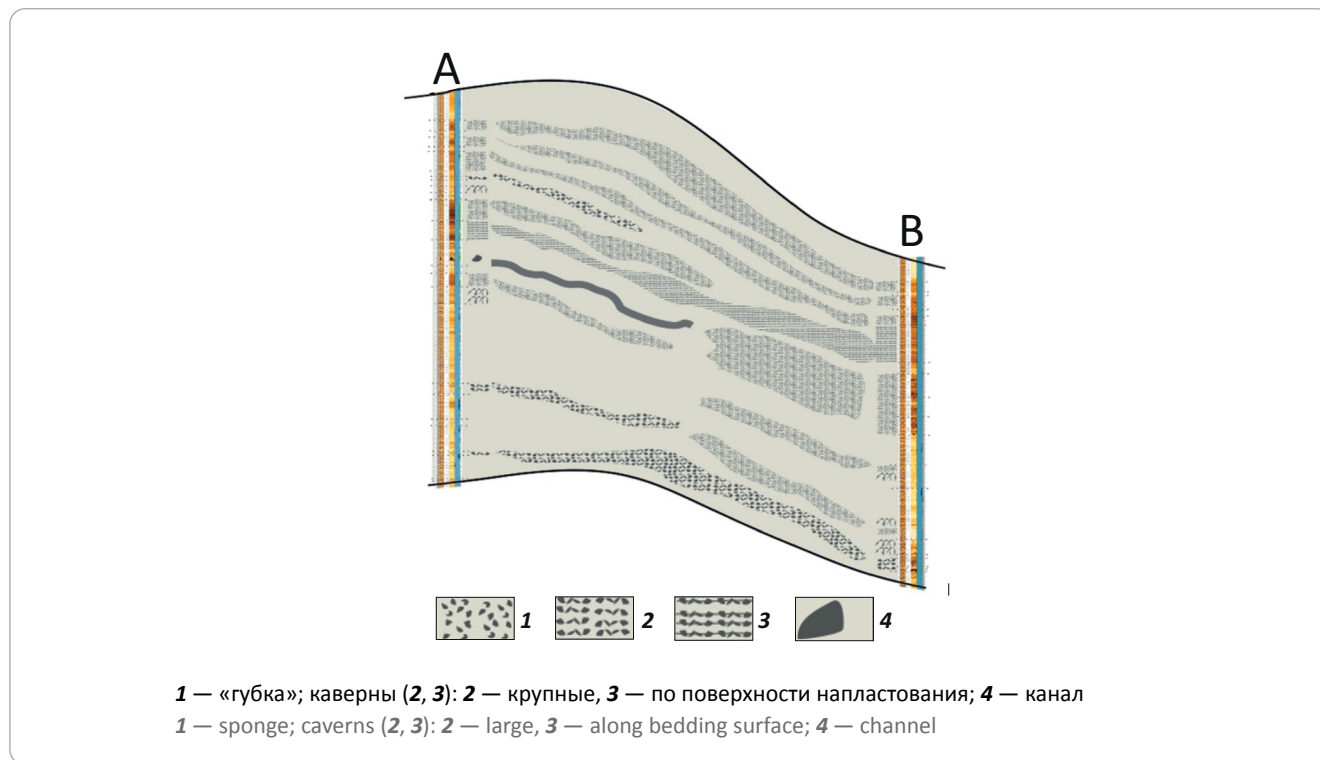 A
B
1 2 3 4
1 — «губка»; каверны (2, 3): 2 — крупные, 3 — по поверхности напластования; 4 — канал
1 — sponge; caverns (2, 3): 2 — large, 3 — along bedding surface; 4 — channel